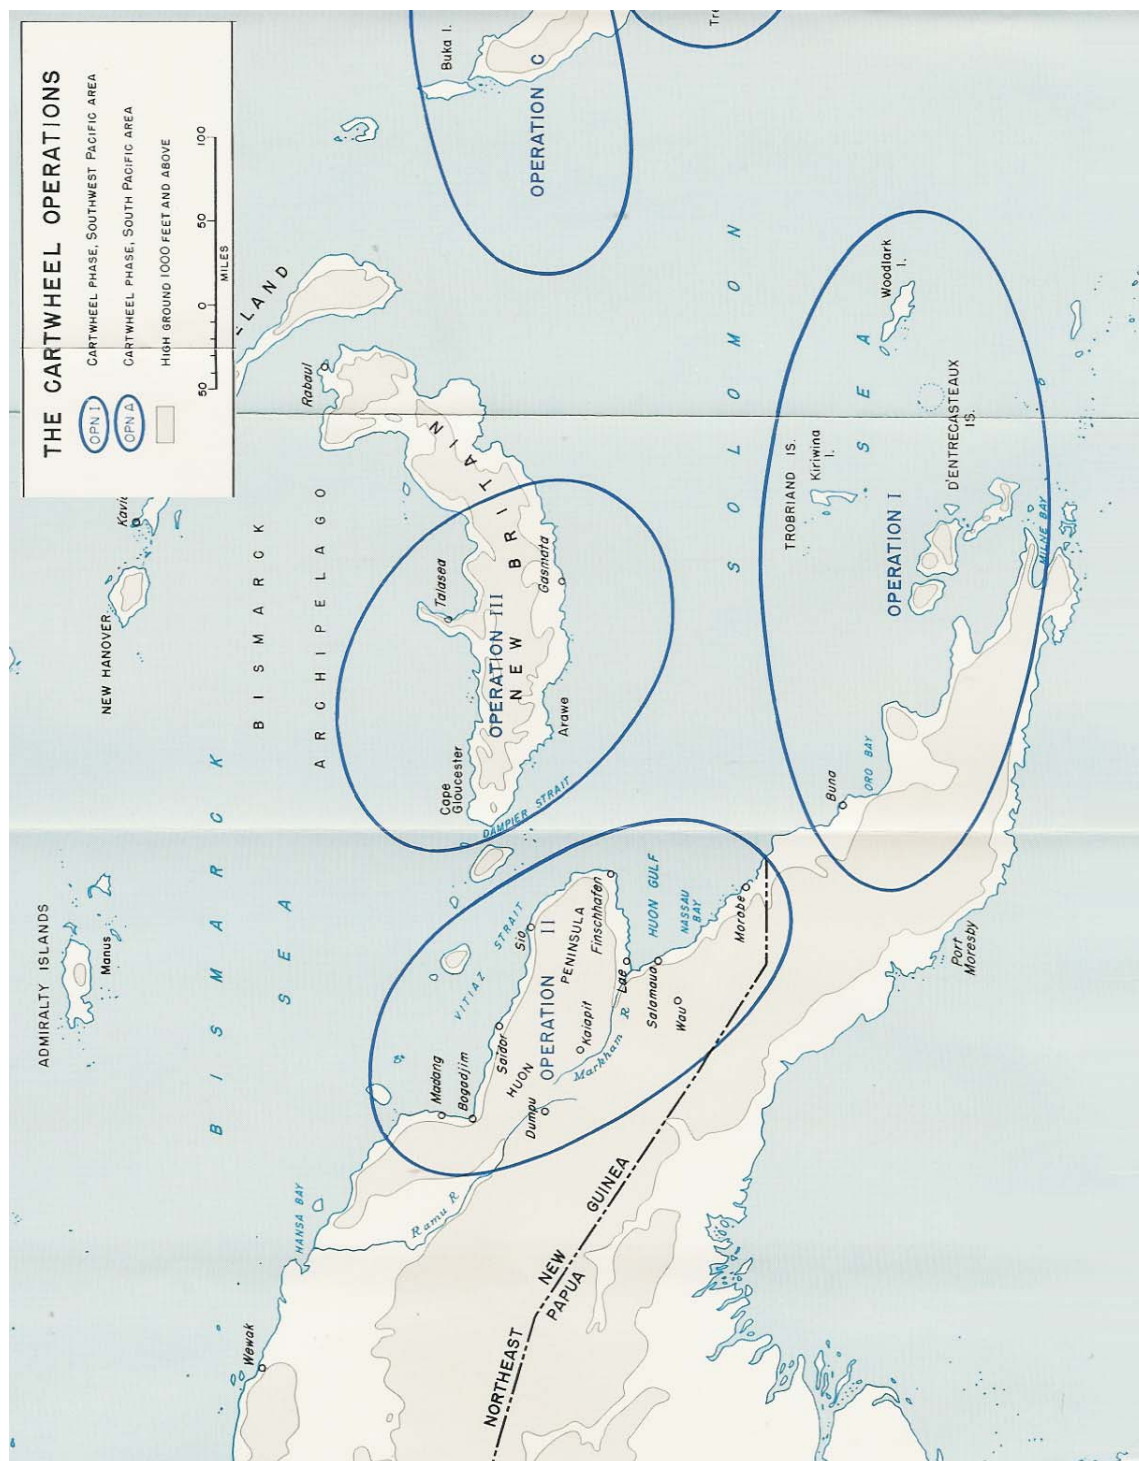 THE CARTWHEEL OPERATIONS
OPN I
CARTWHEEL PHASE, SOUTHWEST PACIFIC AREA
OPN A
CARTWHEEL PHASE, SOUTH PACIFIC AREA
HIGH GROUND 1000 FEET AND ABOVE
50 0 50 100
MILES
ADMIRALTY ISLANDS
Manus
NEW HANOVER
BISMARCK
SEA
BISMARCK
ARCHIPELAGO
LAND
Rabaul
Buka I.
OPERATION C
Wewak
HANSA BAY
Ramu R
Madang
Bogadjim
Saidor
VITIAZ STRAIT
Sio
HUON
PENINSULA
OPERATION II
Dumpu
Kaiapit
Markham R
Finschhafen
Lae
HUON GULF
Salamaua
NASSAU
BAY
Wau
Morobe
Cape
Gloucester
DAMPIER STRAIT
Talasea
OPERATION III
NEW BRITAIN
Gasmata
Arawe
SOLOMON
SEA
TROBRIAND IS.
Kiriwina
I.
Woodlark
I.
OPERATION I
D'ENTRECASTEAUX
IS.
MILNE BAY
Buna
ORO BAY
Port
Moresby
NORTHEAST NEW GUINEA
PAPUA